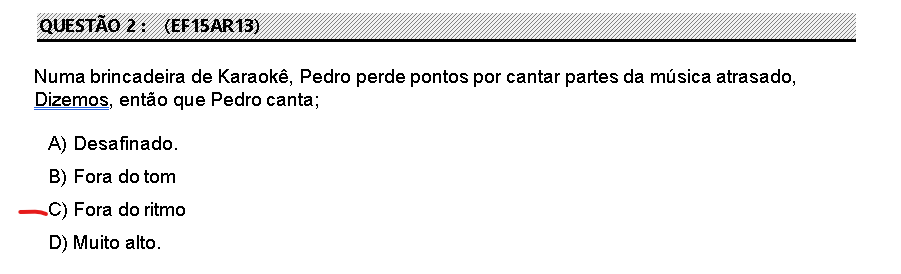 QUESTÃO 2 : (EF15AR13)
Numa brincadeira de Karaokê, Pedro perde pontos por cantar partes da música atrasado,
Dizemos, então que Pedro canta;
A) Desafinado.
B) Fora do tom
C) Fora do ritmo
D) Muito alto.